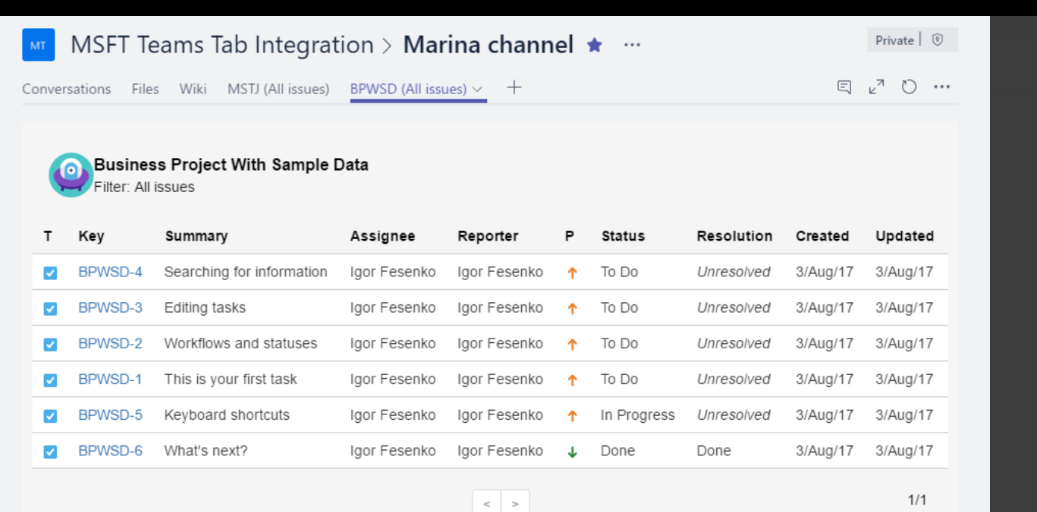 MT MSFT Teams Tab Integration > Marina channel ... Private
Conversations Files Wiki MSTJ (All issues) BPWSD (All issues)
Business Project With Sample Data
Filter: All issues
T Key Summary Assignee Reporter P Status Resolution Created Updated
BPWSD-4 Searching for information Igor Fesenko Igor Fesenko To Do Unresolved 3/Aug/17 3/Aug/17
BPWSD-3 Editing tasks Igor Fesenko Igor Fesenko To Do Unresolved 3/Aug/17 3/Aug/17
BPWSD-2 Workflows and statuses Igor Fesenko Igor Fesenko To Do Unresolved 3/Aug/17 3/Aug/17
BPWSD-1 This is your first task Igor Fesenko Igor Fesenko To Do Unresolved 3/Aug/17 3/Aug/17
BPWSD-5 Keyboard shortcuts Igor Fesenko Igor Fesenko In Progress Unresolved 3/Aug/17 3/Aug/17
BPWSD-6 What's next? Igor Fesenko Igor Fesenko Done Done 3/Aug/17 3/Aug/17
< > 1/1